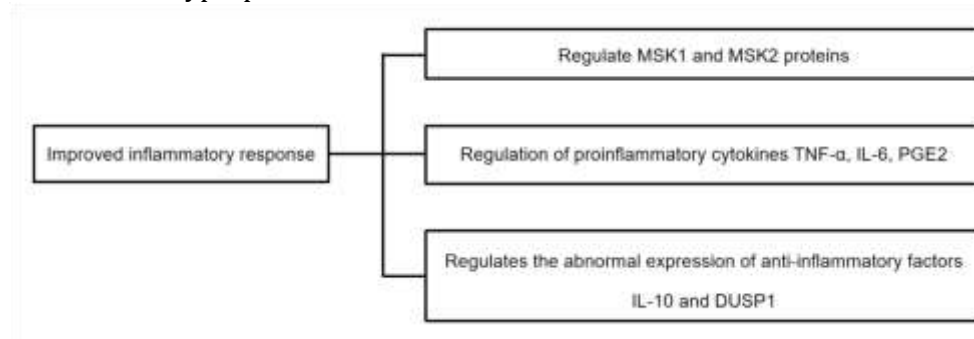 Regulate MSK1 and MSK2 proteins
Improved inflammatory response
Regulation of proinflammatory cytokines TNF-α, IL-6, PGE2
Regulates the abnormal expression of anti-inflammatory factors
IL-10 and DUSP1